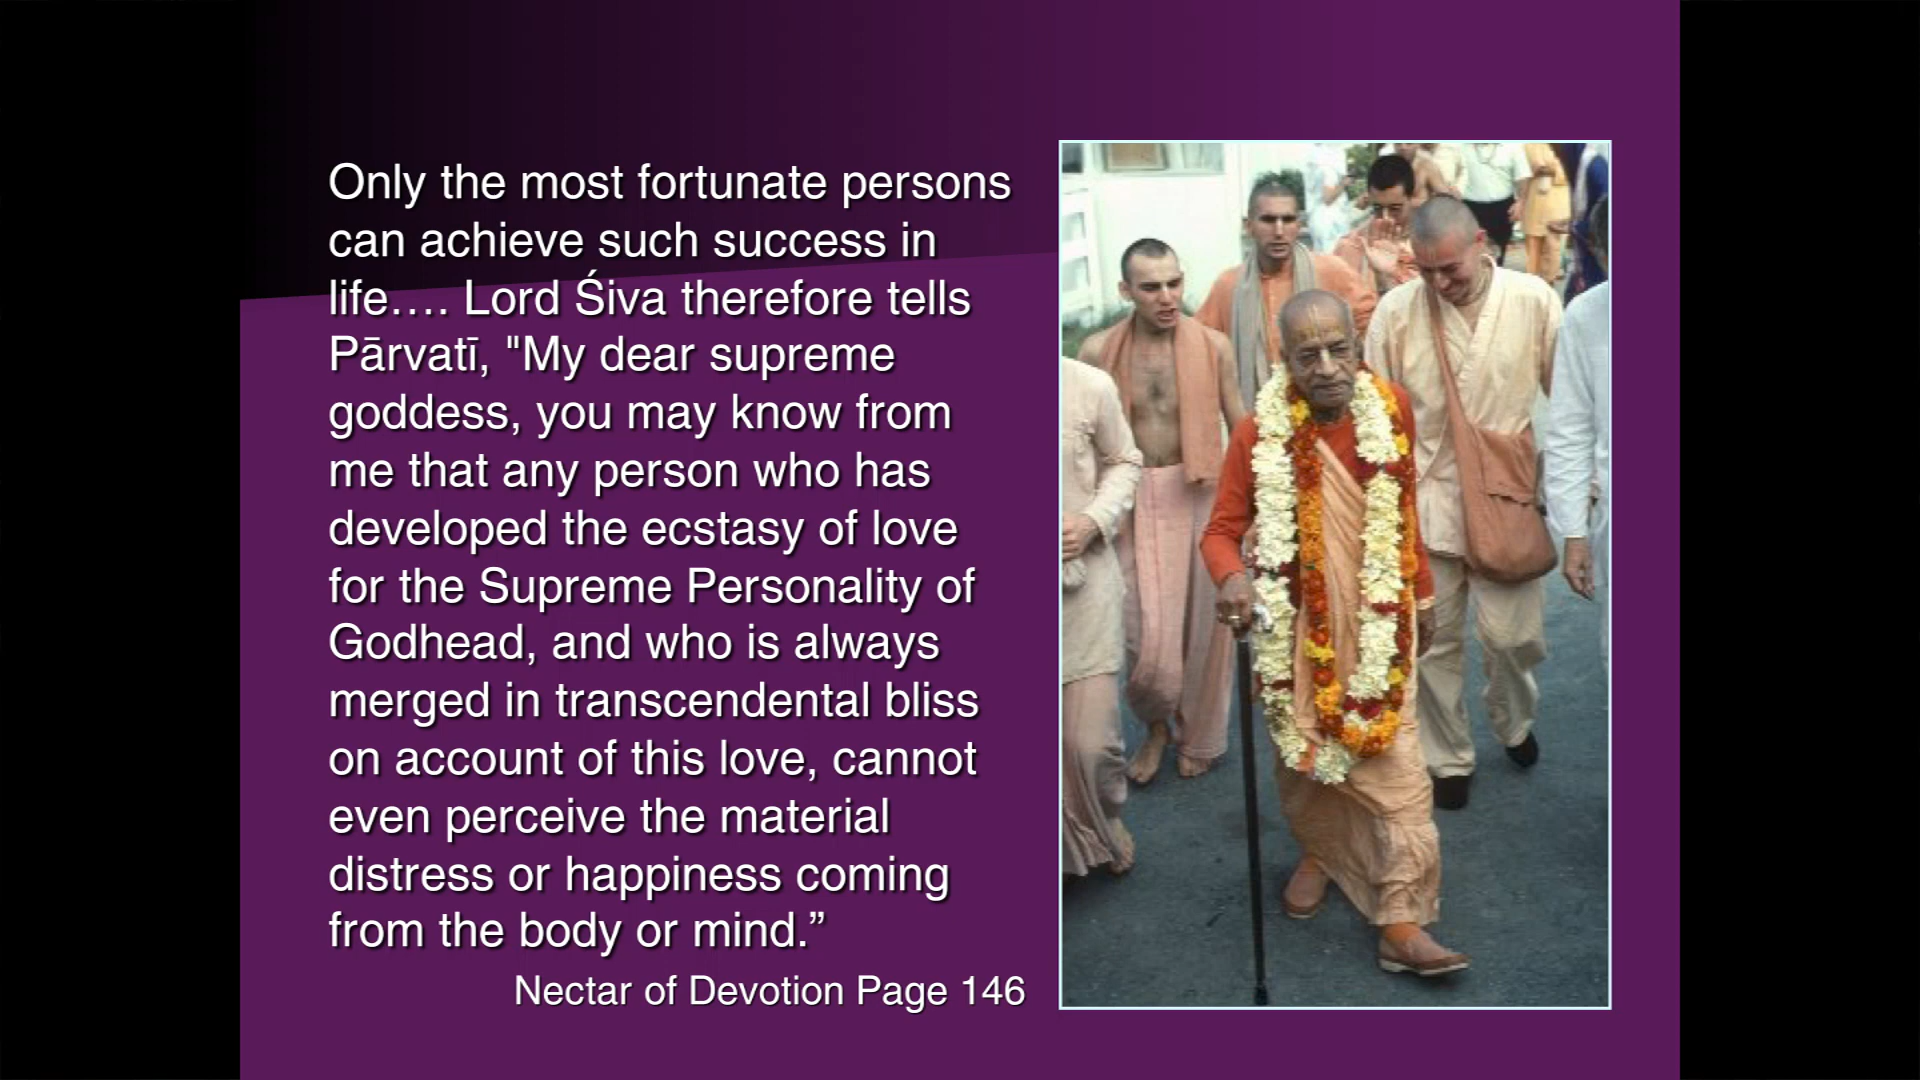 Only the most fortunate persons
can achieve such success in
life…. Lord Śiva therefore tells
Pārvatī, "My dear supreme
goddess, you may know from
me that any person who has
developed the ecstasy of love
for the Supreme Personality of
Godhead, and who is always
merged in transcendental bliss
on account of this love, cannot
even perceive the material
distress or happiness coming
from the body or mind.”
Nectar of Devotion Page 146